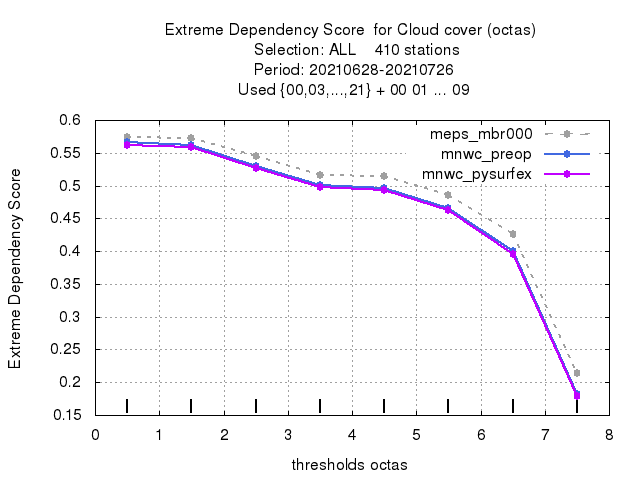 Extreme Dependency Score  for Cloud cover (octas)
Selection: ALL    410 stations
Period: 20210628-20210726
Used {00,03,...,21} + 00 01 ... 09
meps_mbr000
mnwc_preop
mnwc_pysurfex
0.6
0.55
0.5
0.45
0.4
0.35
0.3
0.25
0.2
0.15
Extreme Dependency Score
0 1 2 3 4 5 6 7 8
thresholds octas